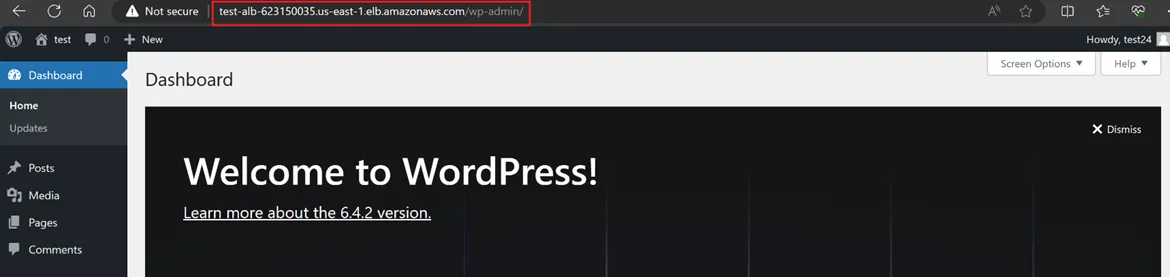 Not secure test-alb-623150035.us-east-1.elb.amazonaws.com/wp-admin/
test 0 New Howdy, test24
Dashboard
Home
Updates
Posts
Media
Pages
Comments
Screen Options Help
Dashboard
Dismiss
Welcome to WordPress!
Learn more about the 6.4.2 version.